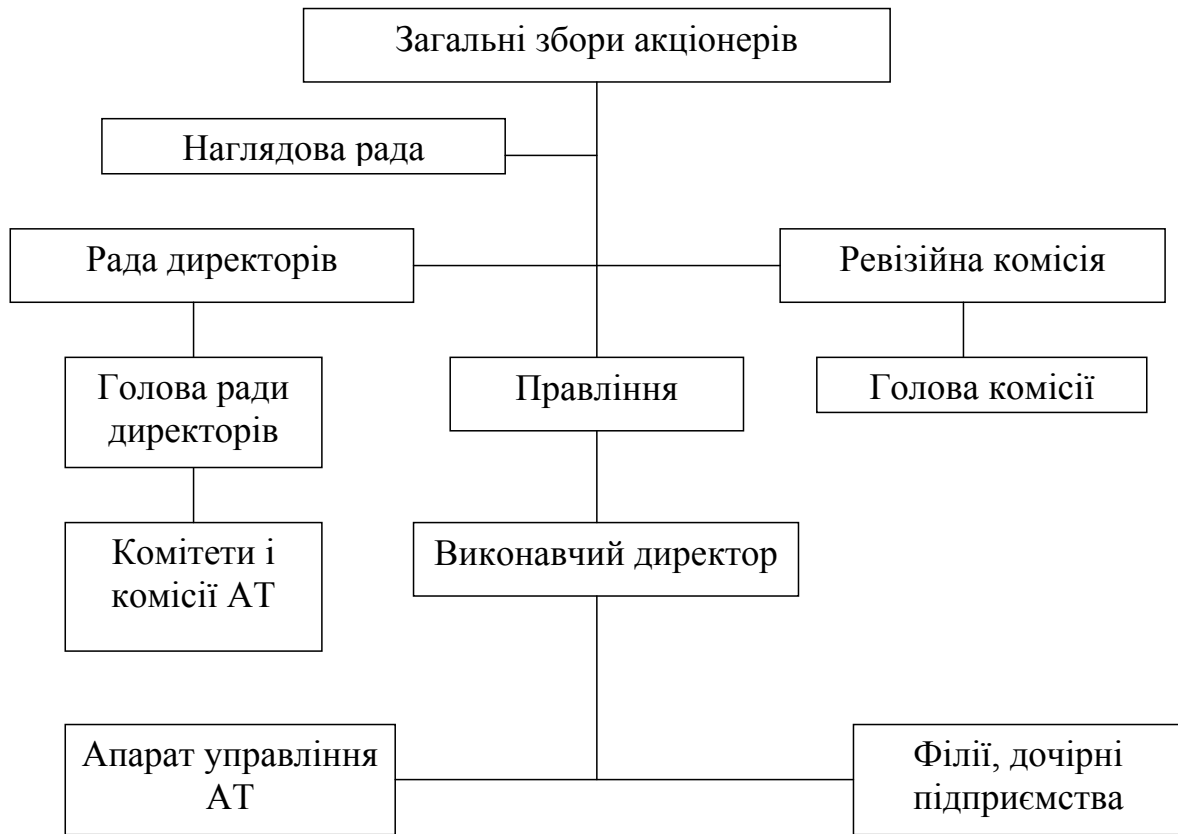 Загальні збори акціонерів
Наглядова рада
Рада директорів
Ревізійна комісія
Голова ради
директорів
Правління
Голова комісії
Комітети і
комісії АТ
Виконавчий директор
Апарат управління
АТ
Філії, дочірні
підприємства